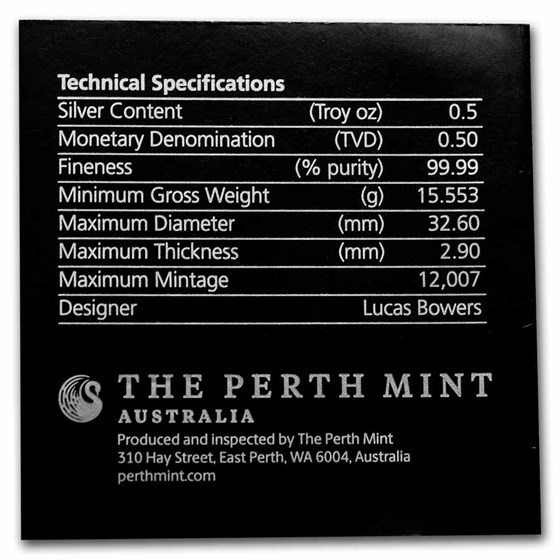 Technical Specifications
Silver Content (Troy oz) 0.5
Monetary Denomination (TVD) 0.50
Fineness (% purity) 99.99
Minimum Gross Weight (g) 15.553
Maximum Diameter (mm) 32.60
Maximum Thickness (mm) 2.90
Maximum Mintage 12,007
Designer Lucas Bowers
THE PERTH MINT
AUSTRALIA
Produced and inspected by The Perth Mint
310 Hay Street, East Perth, WA 6004, Australia
perthmint.com